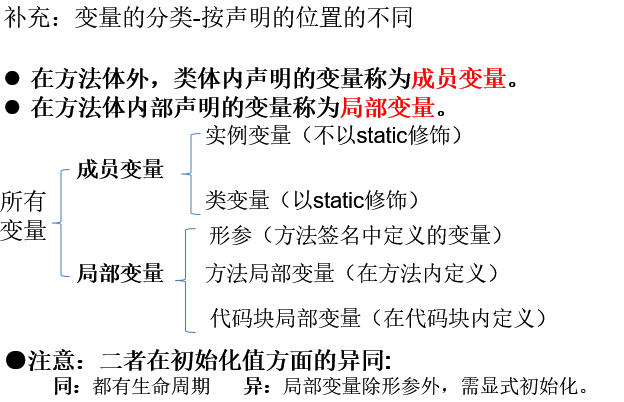 补充：变量的分类-按声明的位置的不同
● 在方法体外，类体内声明的变量称为成员变量。
● 在方法体内部声明的变量称为局部变量。
所有变量
成员变量
实例变量（不以static修饰）
类变量（以static修饰）
局部变量
形参（方法签名中定义的变量）
方法局部变量（在方法内定义）
代码块局部变量（在代码块内定义）
●注意：二者在初始化值方面的异同:
同：都有生命周期 异：局部变量除形参外，需显式初始化。